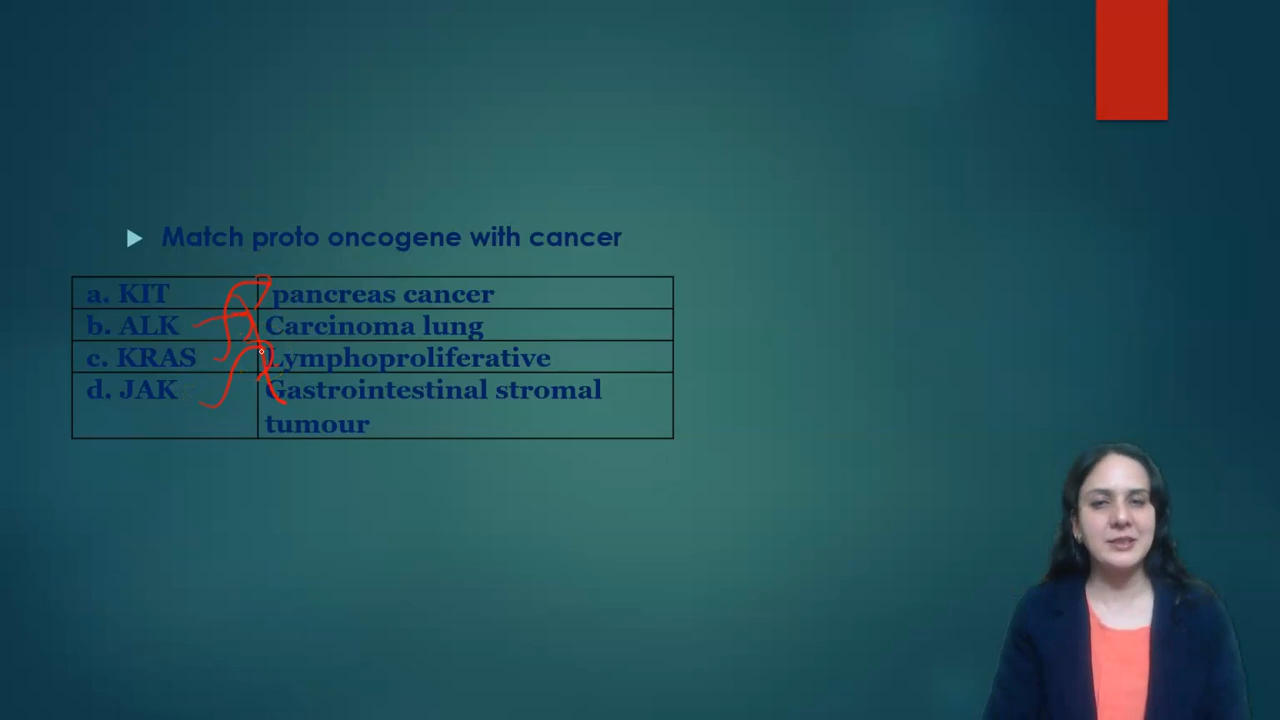 Match proto oncogene with cancer
a. KIT pancreas cancer
b. ALK Carcinoma lung
c. KRAS Lymphoproliferative
d. JAK Gastrointestinal stromal
tumour